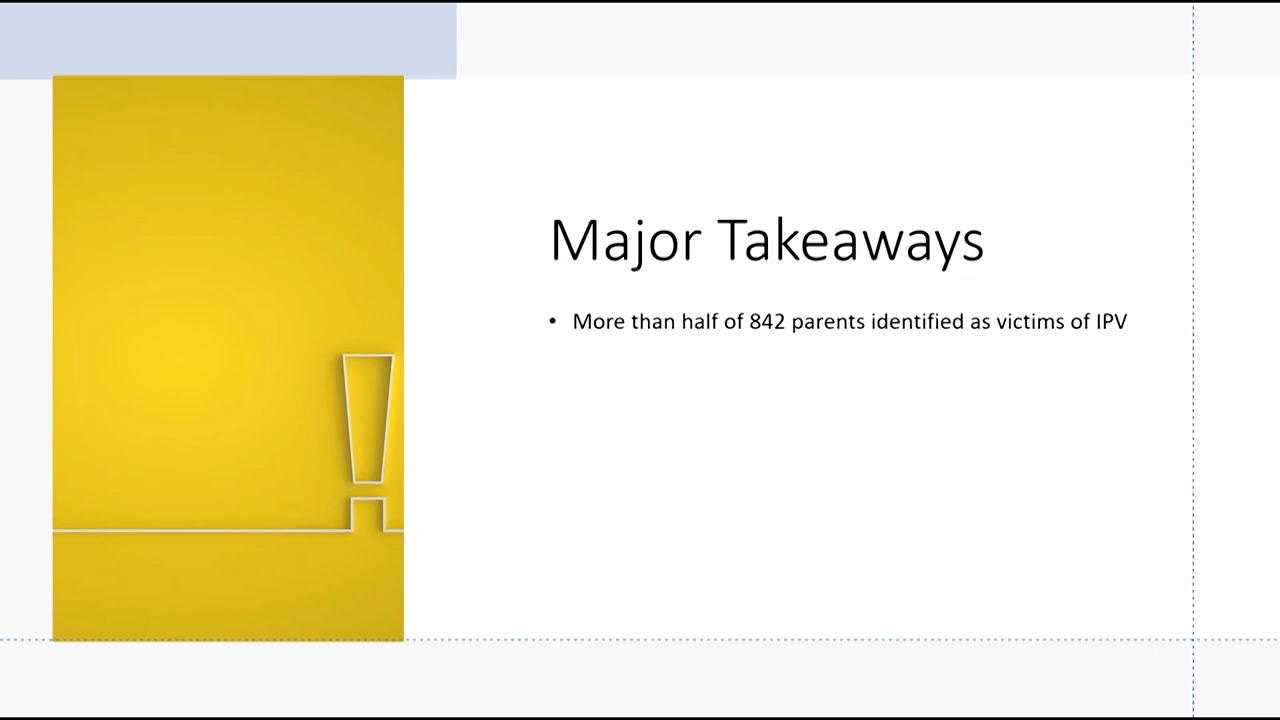 Major Takeaways
• More than half of 842 parents identified as victims of IPV